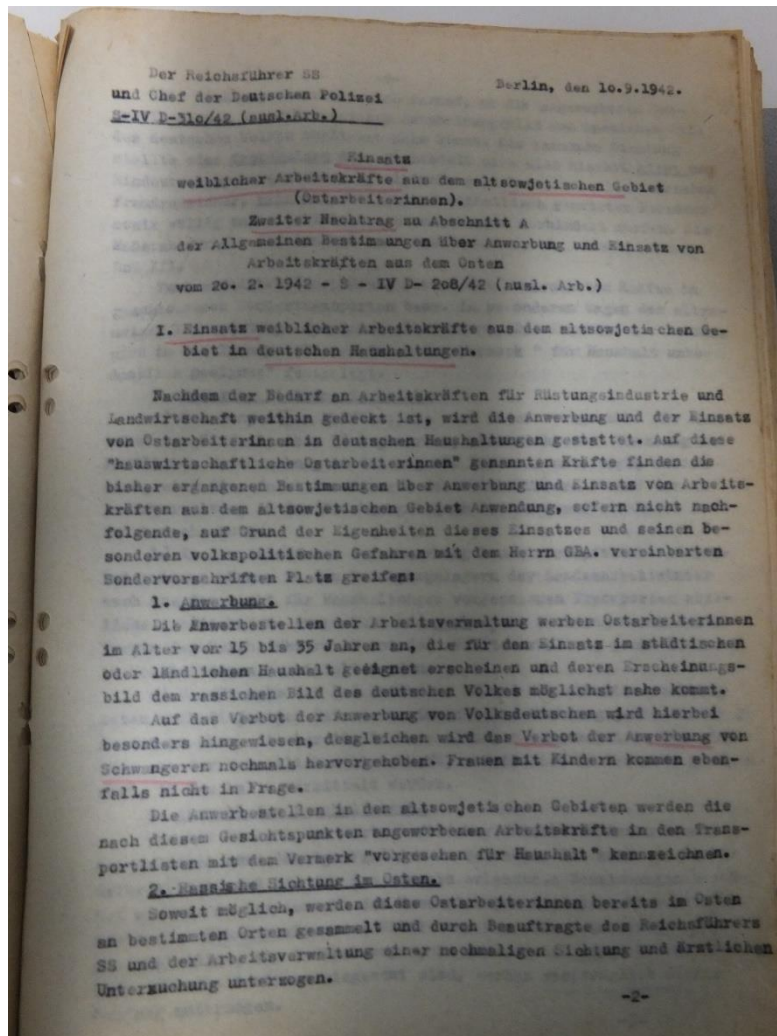 Der Reichsführer SS
und Chef der Deutschen Polizei
S-IV D-310/42 (ausl.Arb.)
Berlin, den 10.9.1942.
Einsatz
weiblicher Arbeitskräfte aus dem altsowjetischen Gebiet
(Ostarbeiterinnen).
Zweiter Nachtrag zu Abschnitt A
der Allgemeinen Bestimmungen über Anwerbung und Einsatz von
Arbeitskräften aus dem Osten
vom 20. 2. 1942 - S - IV D- 208/42 (ausl. Arb.)
I. Einsatz weiblicher Arbeitskräfte aus dem altsowjetischen Ge-
biet in deutschen Haushaltungen.
Nachdem der Bedarf an Arbeitskräften für Rüstungsindustrie und
Landwirtschaft weithin gedeckt ist, wird die Anwerbung und der Einsatz
von Ostarbeiterinnen in deutschen Haushaltungen gestattet. Auf diese
"hauswirtschaftliche Ostarbeiterinnen" genannten Kräfte finden die
bisher ergangenen Bestimmungen über Anwerbung und Einsatz von Arbeits-
kräften aus dem altsowjetischen Gebiet Anwendung, sofern nicht nach-
folgende, auf Grund der Eigenheiten dieses Einsatzes und seinen be-
sonderen volkspolitischen Gefahren mit dem Herrn GBA. vereinbarten
Sondervorschriften Platz greifen:
1. Anwerbung.
Die Anwerbestellen der Arbeitsverwaltung werben Ostarbeiterinnen
im Alter von 15 bis 35 Jahren an, die für den Einsatz im städtischen
oder ländlichen Haushalt geeignet erscheinen und deren Erscheinungs-
bild dem rassichen Bild des deutschen Volkes möglichst nahe kommt.
Auf das Verbot der Anwerbung von Volksdeutschen wird hierbei
besonders hingewiesen, desgleichen wird das Verbot der Anwerbung von
Schwangeren nochmals hervorgehoben. Frauen mit Kindern kommen eben-
falls nicht in Frage.
Die Anwerbestellen in den altsowjetischen Gebieten werden die
nach diesem Gesichtspunkten angeworbenen Arbeitskräfte in den Trans-
portlisten mit dem Vermerk "vorgesehen für Haushalt" kennzeichnen.
2. Rassische Sichtung im Osten.
Soweit möglich, werden diese Ostarbeiterinnen bereits im Osten
an bestimmten Orten gesammelt und durch Beauftragte des Reichsführers
SS und der Arbeitsverwaltung einer nochmaligen Sichtung und ärztlichen
Untersuchung unterzogen.
-2-